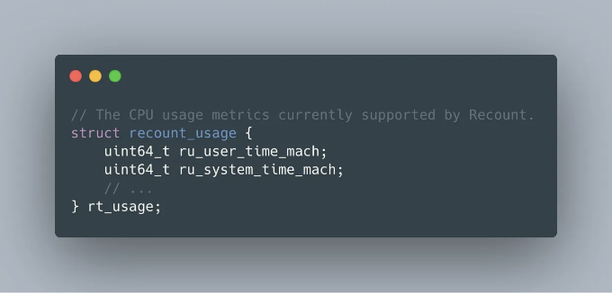 // The CPU usage metrics currently supported by Recount.
struct recount_usage {
    uint64_t ru_user_time_mach;
    uint64_t ru_system_time_mach;
    // ...
} rt_usage;